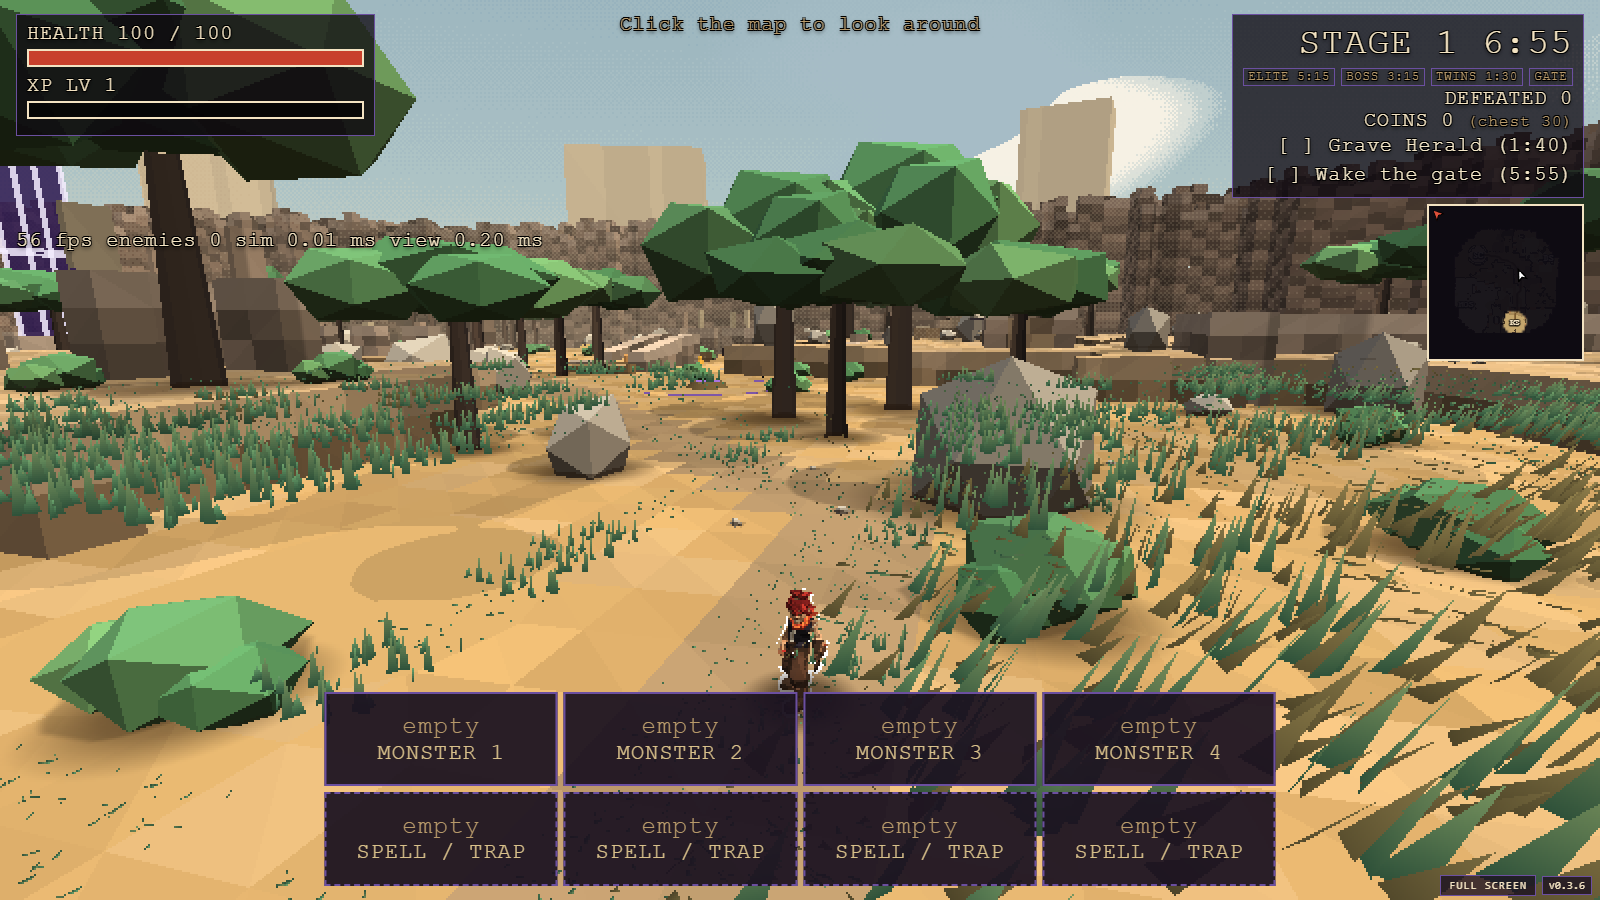 HEALTH 100 / 100
XP LV 1
Click the map to look around
STAGE 1 6:55
ELITE 5:15 BOSS 3:15 TWINS 1:30 GATE
DEFEATED 0
COINS 0 (chest 30)
[ ] Grave Herald (1:40)
[ ] Wake the gate (5:55)
56 fps enemies 0 sim 0.01 ms view 0.20 ms
empty empty empty empty
MONSTER 1 MONSTER 2 MONSTER 3 MONSTER 4
empty empty empty empty
SPELL / TRAP SPELL / TRAP SPELL / TRAP SPELL / TRAP
FULL SCREEN v0.3.6